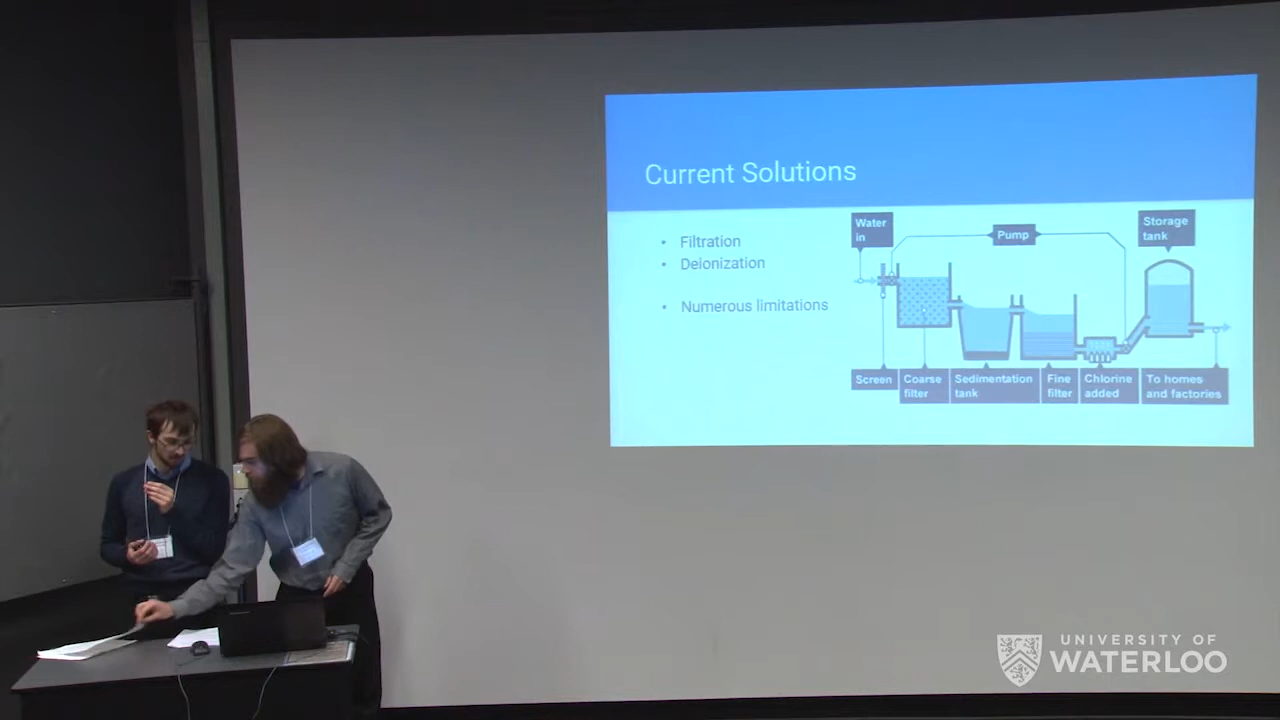 Current Solutions
• Filtration
• Deionization
• Numerous limitations
Water
in
Pump
Storage
tank
Screen
Coarse
filter
Sedimentation
tank
Fine
filter
Chlorine
added
To homes
and factories
UNIVERSITY OF
WATERLOO